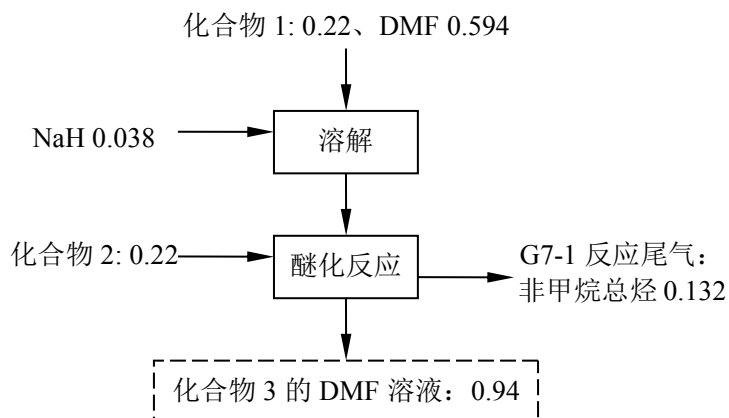 化合物 1: 0.22、DMF 0.594
NaH 0.038
溶解
化合物 2: 0.22
醚化反应
G7-1 反应尾气：
非甲烷总烃 0.132
化合物 3 的 DMF 溶液：0.94